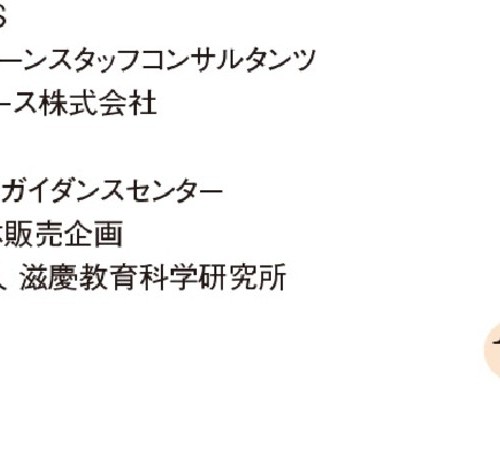 S
ーンスタッフコンサルタンツ
ース株式会社
ガイダンスセンター
販売企画
人 滋慶教育科学研究所